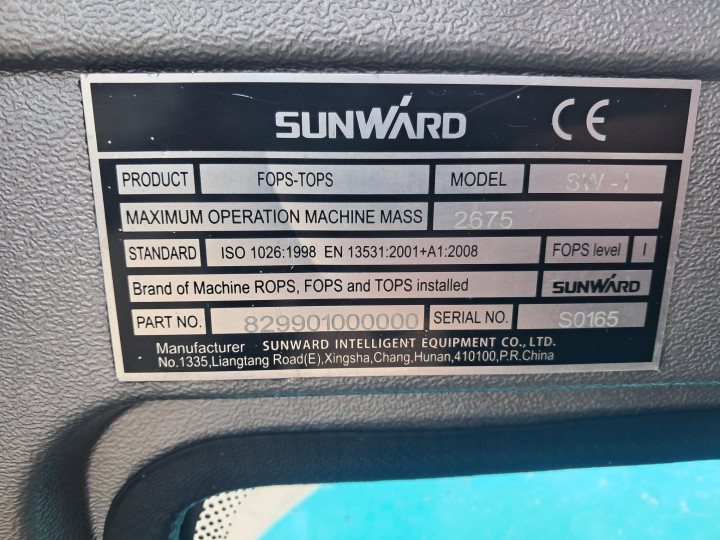 SUNWARD CE
PRODUCT FOPS-TOPS MODEL SW-1
MAXIMUM OPERATION MACHINE MASS 2675
STANDARD ISO 1026:1998 EN 13531:2001+A1:2008 FOPS level I
Brand of Machine ROPS, FOPS and TOPS installed SUNWARD
PART NO. 829901000000 SERIAL NO. S0165
Manufacturer SUNWARD INTELLIGENT EQUIPMENT CO., LTD.
No.1335,Liangtang Road(E),Xingsha,Chang,Hunan,410100,P.R.China